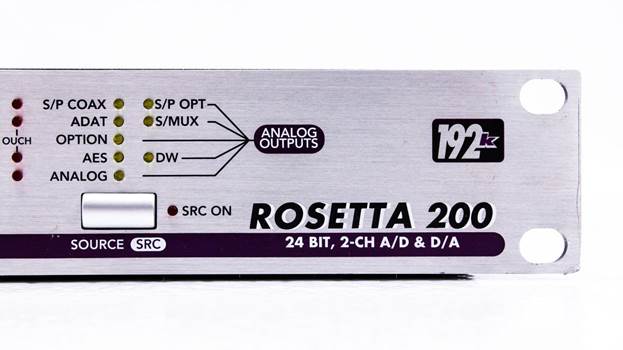 S/P COAX S/P OPT
ADAT S/MUX
OUCH OPTION ANALOG OUTPUTS
AES DW
ANALOG
192k
SRC ON
ROSETTA 200
SOURCE SRC 24 BIT, 2-CH A/D & D/A